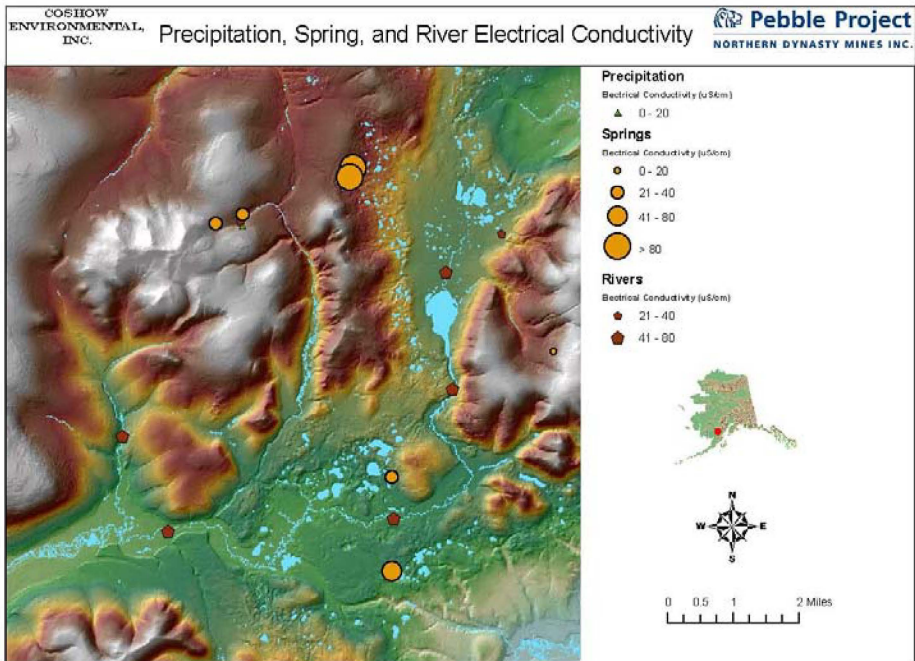 COSHOW
ENVIRONMENTAL,
INC.
Precipitation, Spring, and River Electrical Conductivity
Pebble Project
NORTHERN DYNASTY MINES INC.
Precipitation
Electrical Conductivity (uS/cm)
0 - 20
Springs
Electrical Conductivity (uS/cm)
0 - 20
21 - 40
41 - 80
> 80
Rivers
Electrical Conductivity (uS/cm)
21 - 40
41 - 80
N
W E
S
0 0.5 1 2 Miles